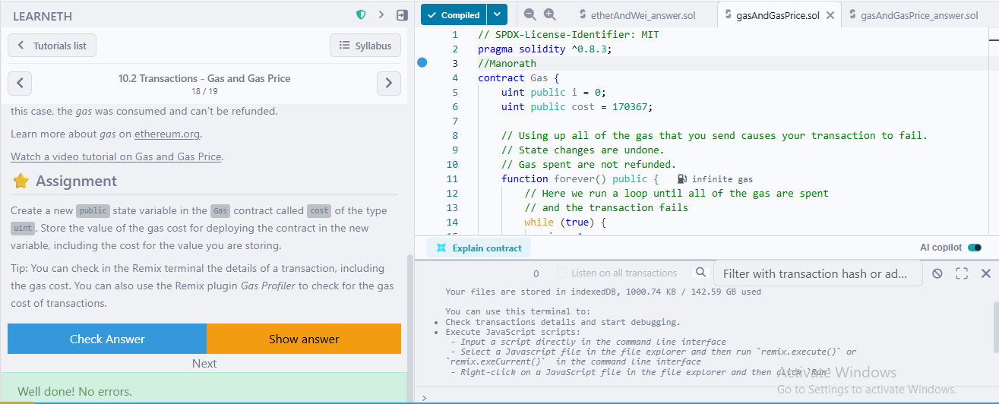 LEARNETH
Tutorials list
Syllabus
10.2 Transactions - Gas and Gas Price
18 / 19
this case, the gas was consumed and can't be refunded.
Learn more about gas on ethereum.org.
Watch a video tutorial on Gas and Gas Price.
Assignment
Create a new public state variable in the Gas contract called cost of the type
uint. Store the value of the gas cost for deploying the contract in the new
variable, including the cost for the value you are storing.
Tip: You can check in the Remix terminal the details of a transaction, including
the gas cost. You can also use the Remix plugin Gas Profiler to check for the gas
cost of transactions.
Check Answer
Show answer
Next
Well done! No errors.
Compiled
etherAndWei_answer.sol
gasAndGasPrice.sol
gasAndGasPrice_answer.sol
1 // SPDX-License-Identifier: MIT
2 pragma solidity ^0.8.3;
3 //Manorath
4 contract Gas {
5 uint public i = 0;
6 uint public cost = 170367;
7
8 // Using up all of the gas that you send causes your transaction to fail.
9 // State changes are undone.
10 // Gas spent are not refunded.
11 function forever() public { infinite gas
12 // Here we run a loop until all of the gas are spent
13 // and the transaction fails
14 while (true) {
Explain contract
AI copilot
0
Listen on all transactions
Filter with transaction hash or ad...
Your files are stored in indexedDB, 1000.74 KB / 142.59 GB used
You can use this terminal to:
• Check transactions details and start debugging.
• Execute JavaScript scripts:
- Input a script directly in the command line interface
- Select a Javascript file in the file explorer and then run `remix.execute()` or
`remix.exeCurrent()` in the command line interface
- Right-click on a JavaScript file in the file explorer and then click `Run`
>
Activate Windows
Go to Settings to activate Windows.